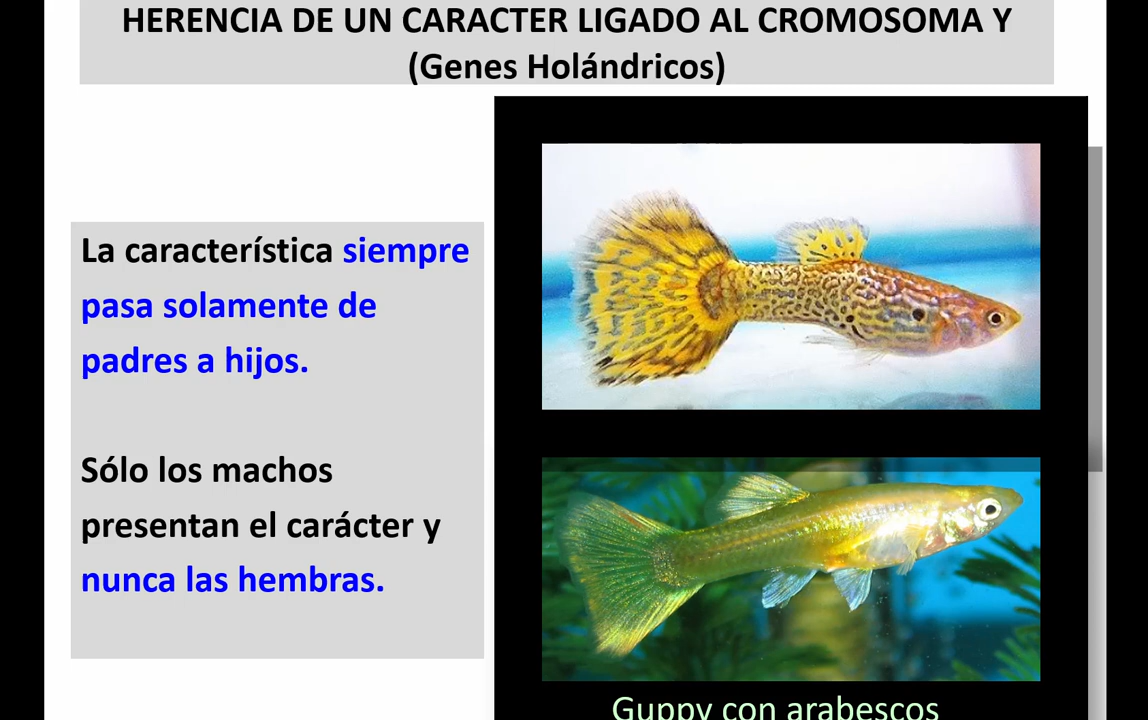 HERENCIA DE UN CARACTER LIGADO AL CROMOSOMA Y
(Genes Holándricos)
La característica siempre
pasa solamente de
padres a hijos.
Sólo los machos
presentan el carácter y
nunca las hembras.
Guppy con arabescos